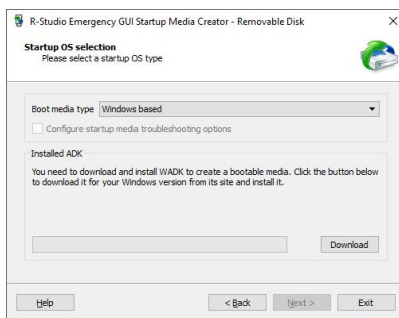 R-Studio Emergency GUI Startup Media Creator - Removable Disk
Startup OS selection
Please select a startup OS type
Boot media type Windows based
Configure startup media troubleshooting options
Installed ADK
You need to download and install WADK to create a bootable media. Click the button below
to download it for your Windows version from its site and install it.
Download
Help < Back Next > Exit